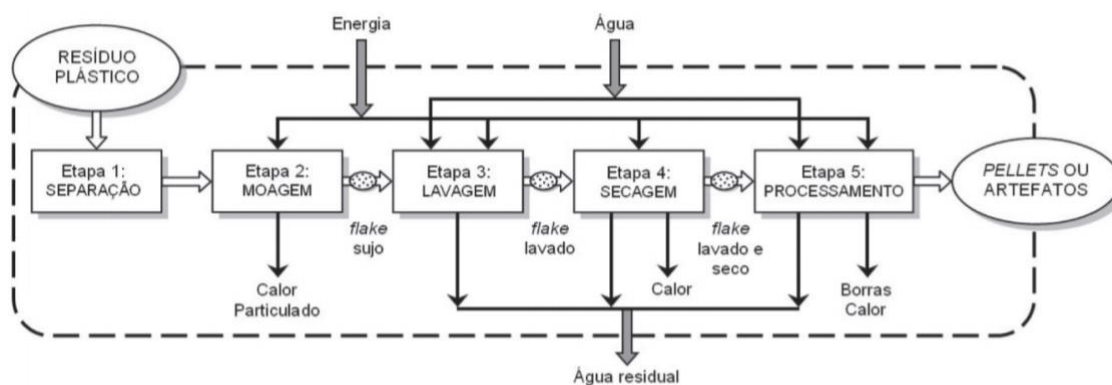 Energia
Água
RESÍDUO
PLÁSTICO
Etapa 1:
SEPARAÇÃO
Etapa 2:
MOAGEM
flake
sujo
Etapa 3:
LAVAGEM
flake
lavado
Etapa 4:
SECAGEM
flake
lavado e
seco
Etapa 5:
PROCESSAMENTO
PELLETS OU
ARTEFATOS
Calor
Particulado
Calor
Borras
Calor
Água residual